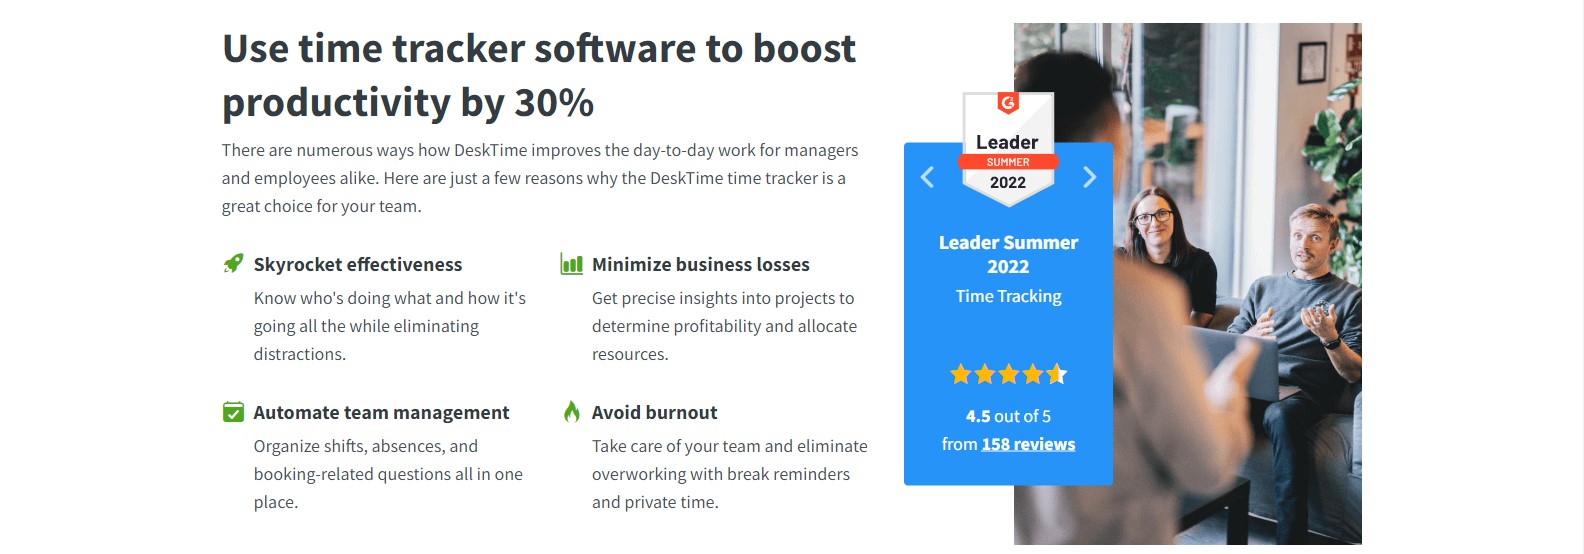 Use time tracker software to boost
productivity by 30%
There are numerous ways how DeskTime improves the day-to-day work for managers
and employees alike. Here are just a few reasons why the DeskTime time tracker is a
great choice for your team.
Skyrocket effectiveness
Know who's doing what and how it's
going all the while eliminating
distractions.
Minimize business losses
Get precise insights into projects to
determine profitability and allocate
resources.
Automate team management
Organize shifts, absences, and
booking-related questions all in one
place.
Avoid burnout
Take care of your team and eliminate
overworking with break reminders
and private time.
Leader
SUMMER
2022
Leader Summer
2022
Time Tracking
4.5 out of 5
from 158 reviews